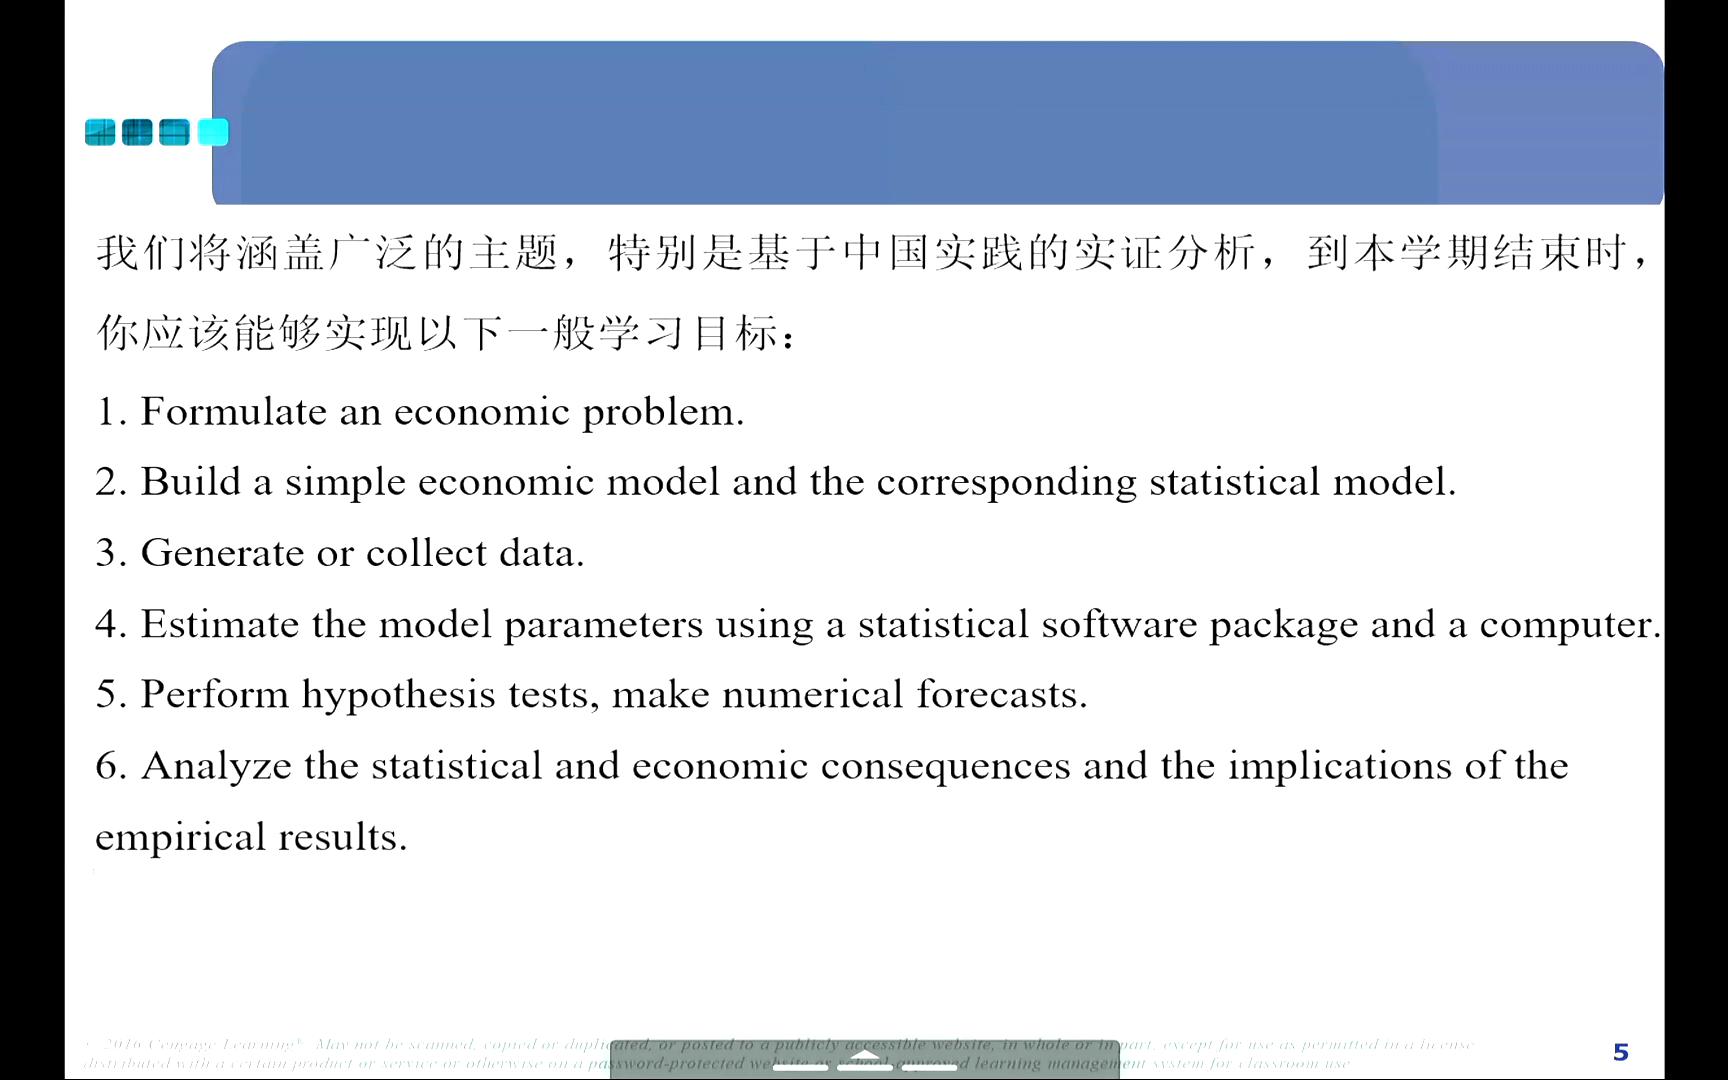 我们将涵盖广泛的主题，特别是基于中国实践的实证分析，到本学期结束时，
你应该能够实现以下一般学习目标：
1. Formulate an economic problem.
2. Build a simple economic model and the corresponding statistical model.
3. Generate or collect data.
4. Estimate the model parameters using a statistical software package and a computer.
5. Perform hypothesis tests, make numerical forecasts.
6. Analyze the statistical and economic consequences and the implications of the
empirical results.
2016 Cengage Learning®. May not be scanned, copied or duplicated, or posted to a publicly accessible website, in whole or in part, except for use as permitted in a license
distributed with a certain product or service or otherwise on a password-protected website or school-approved learning management system for classroom use
5